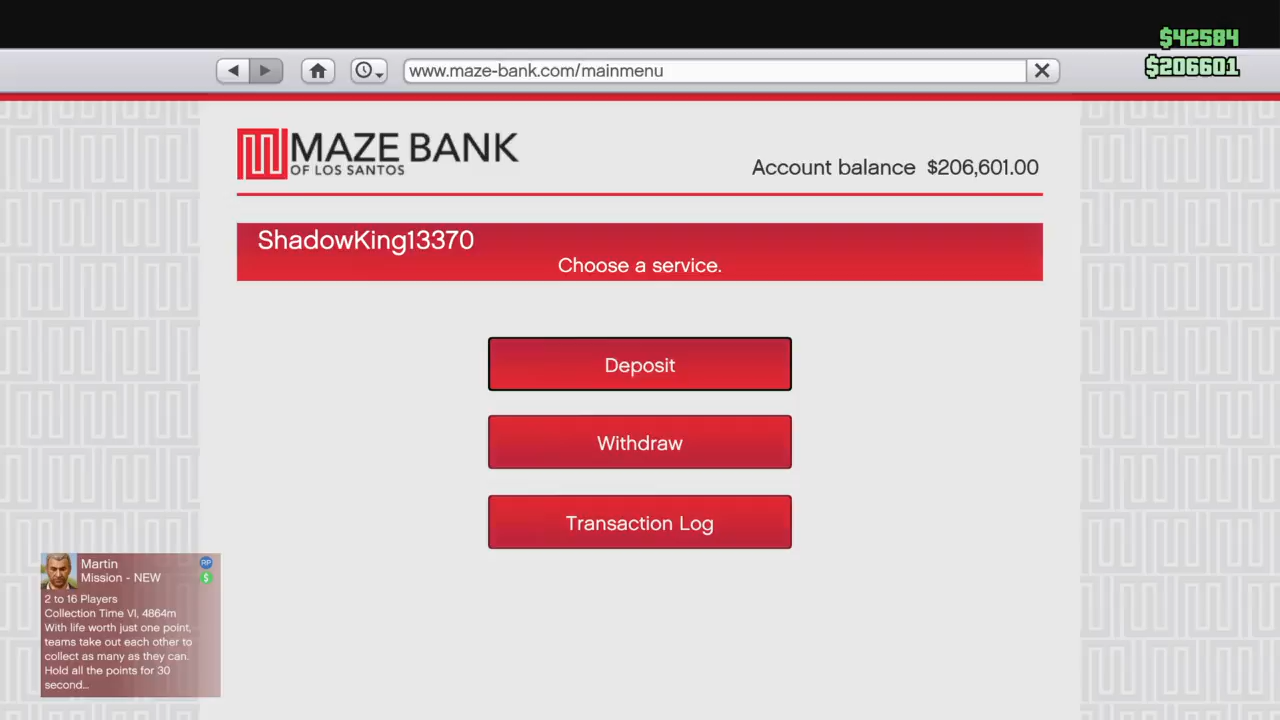 $42584
www.maze-bank.com/mainmenu
$206601
MAZE BANK
OF LOS SANTOS
Account balance $206,601.00
ShadowKing13370
Choose a service.
Deposit
Withdraw
Transaction Log
Martin
RP
Mission - NEW
$
2 to 16 Players
Collection Time VI, 4864m
With life worth just one point,
teams take out each other to
collect as many as they can.
Hold all the points for 30
second...